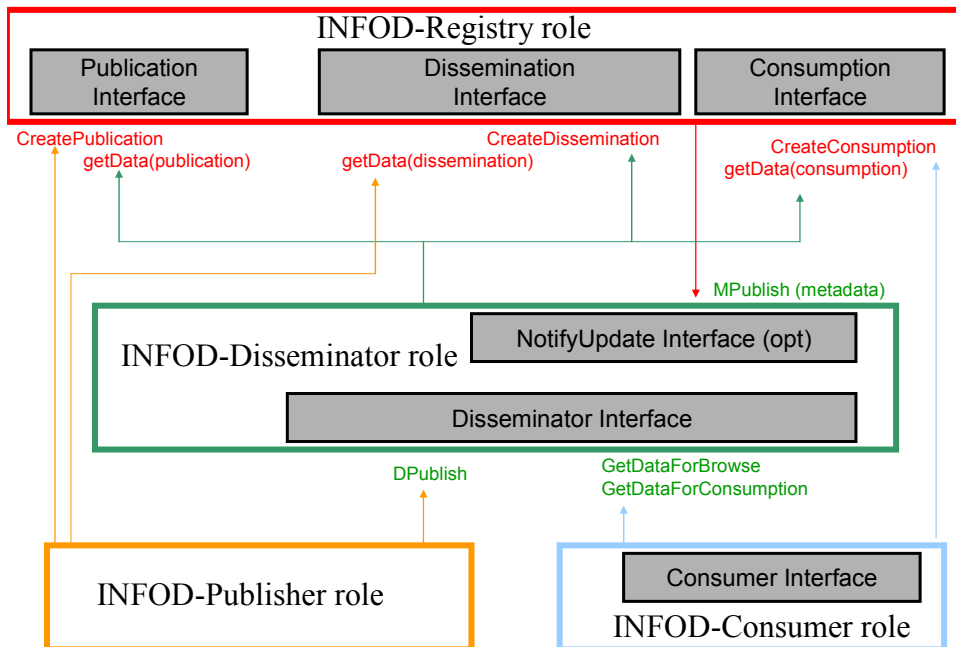 INFOD-Registry role
Publication
Interface
Dissemination
Interface
Consumption
Interface
CreatePublication
getData(publication)
getData(dissemination)
CreateDissemination
CreateConsumption
getData(consumption)
MPublish (metadata)
NotifyUpdate Interface (opt)
INFOD-Disseminator role
Disseminator Interface
DPublish
GetDataForBrowse
GetDataForConsumption
INFOD-Publisher role
Consumer Interface
INFOD-Consumer role